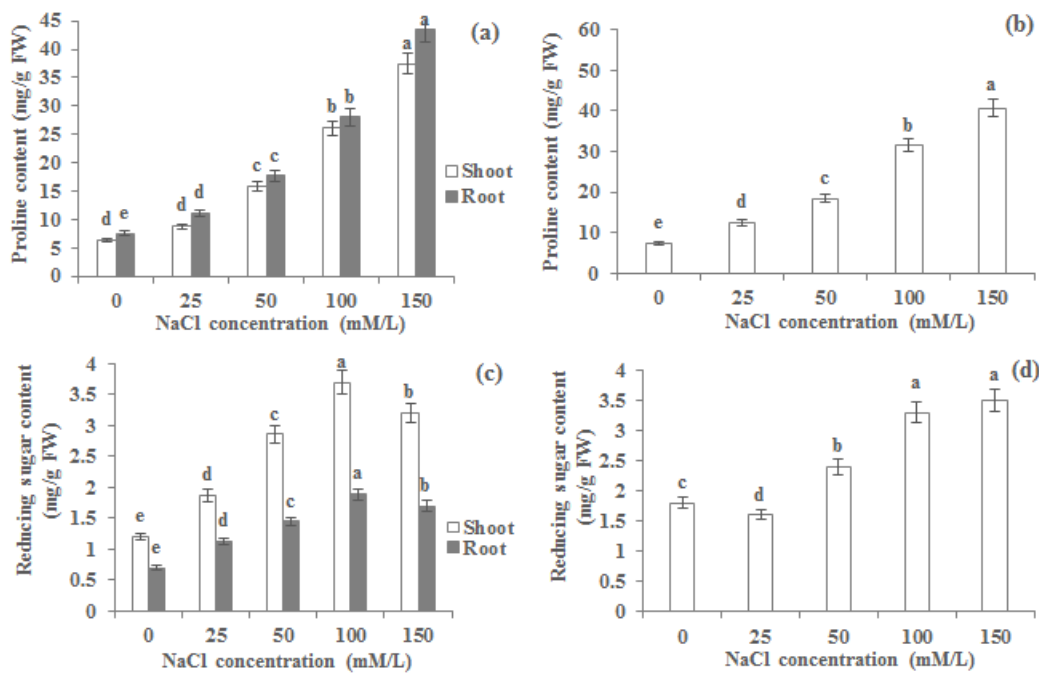 (a)
Proline content (mg/g FW)
45
40
35
30
25
20
15
10
5
0
d e
d d
c c
b b
a a
Shoot
Root
0 25 50 100 150
NaCl concentration (mM/L)
(b)
Proline content (mg/g FW)
60
50
40
30
20
10
0
e d c b a
0 25 50 100 150
NaCl concentration (mM/L)
(c)
Reducing sugar content
(mg/g FW)
4
3.5
3
2.5
2
1.5
1
0.5
0
e e
d d
c c
a a
b b
Shoot
Root
0 25 50 100 150
NaCl concentration (mM/L)
(d)
Reducing sugar content
(mg/g FW)
4
3.5
3
2.5
2
1.5
1
0.5
0
c d b a a
0 25 50 100 150
NaCl concentration (mM/L)